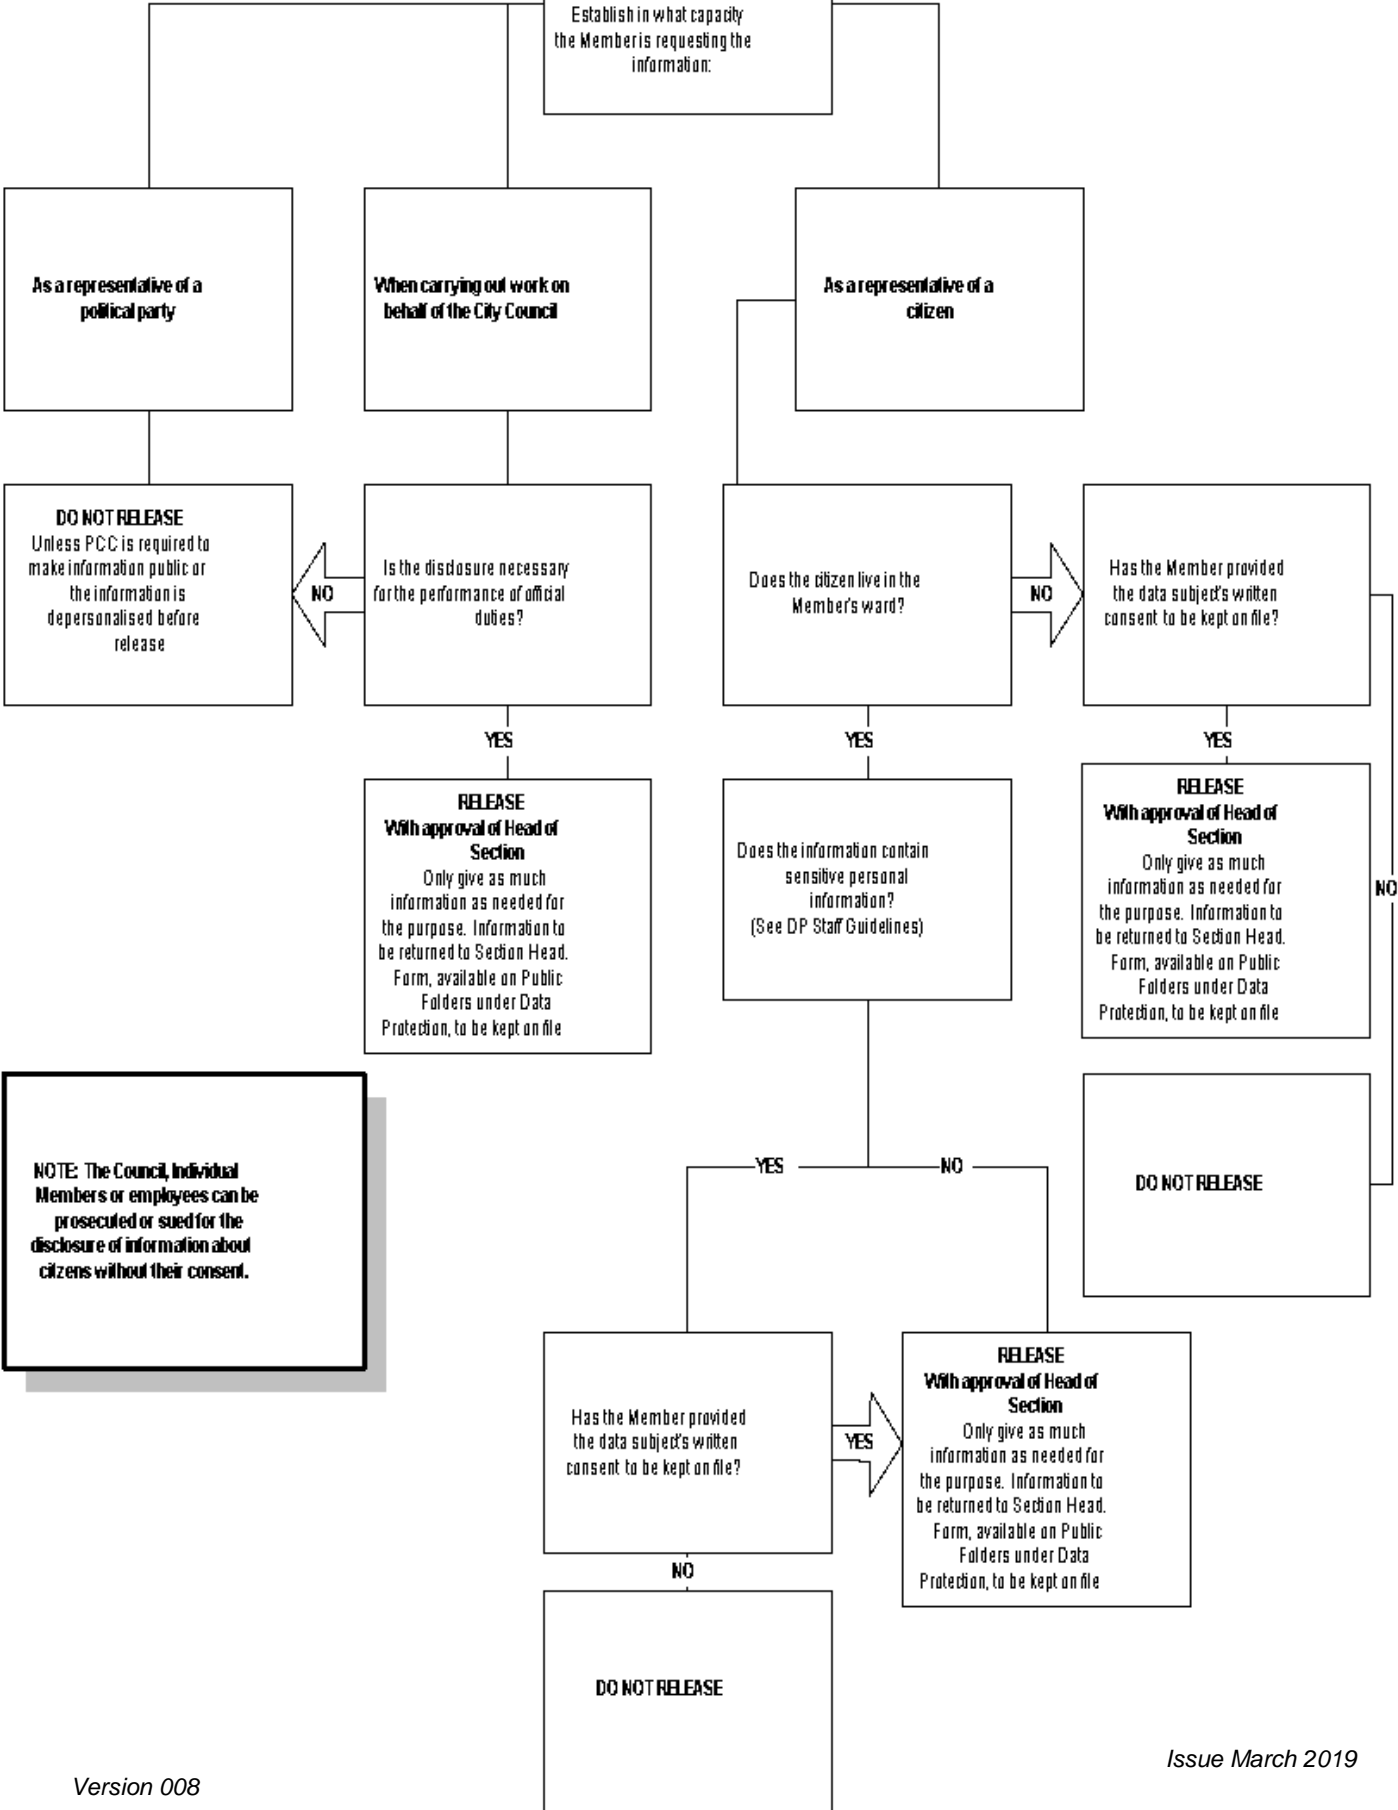 Establish in what capacity
the Member is requesting the
information:
As a representative of a
political party
When carrying out work on
behalf of the City Council
As a representative of a
citizen
DO NOT RELEASE
Unless PCC is required to
make information public or
the information is
depersonalised before
release
NO
Is the disclosure necessary
for the performance of official
duties?
Does the citizen live in the
Member's ward?
NO
Has the Member provided
the data subject's written
consent to be kept on file?
YES
YES
YES
RELEASE
With approval of Head of
Section
Only give as much
information as needed for
the purpose. Information to
be returned to Section Head.
Form, available on Public
Folders under Data
Protection, to be kept on file
Does the information contain
sensitive personal
information?
(See DP Staff Guidelines)
RELEASE
With approval of Head of
Section
Only give as much
information as needed for
the purpose. Information to
be returned to Section Head.
Form, available on Public
Folders under Data
Protection, to be kept on file
NO
NOTE: The Council, Individual
Members or employees can be
prosecuted or sued for the
disclosure of information about
citzens without their consent.
YES
NO
DO NOT RELEASE
Has the Member provided
the data subject's written
consent to be kept on file?
YES
RELEASE
With approval of Head of
Section
Only give as much
information as needed for
the purpose. Information to
be returned to Section Head.
Form, available on Public
Folders under Data
Protection, to be kept on file
NO
DO NOT RELEASE
Issue March 2019
Version 008